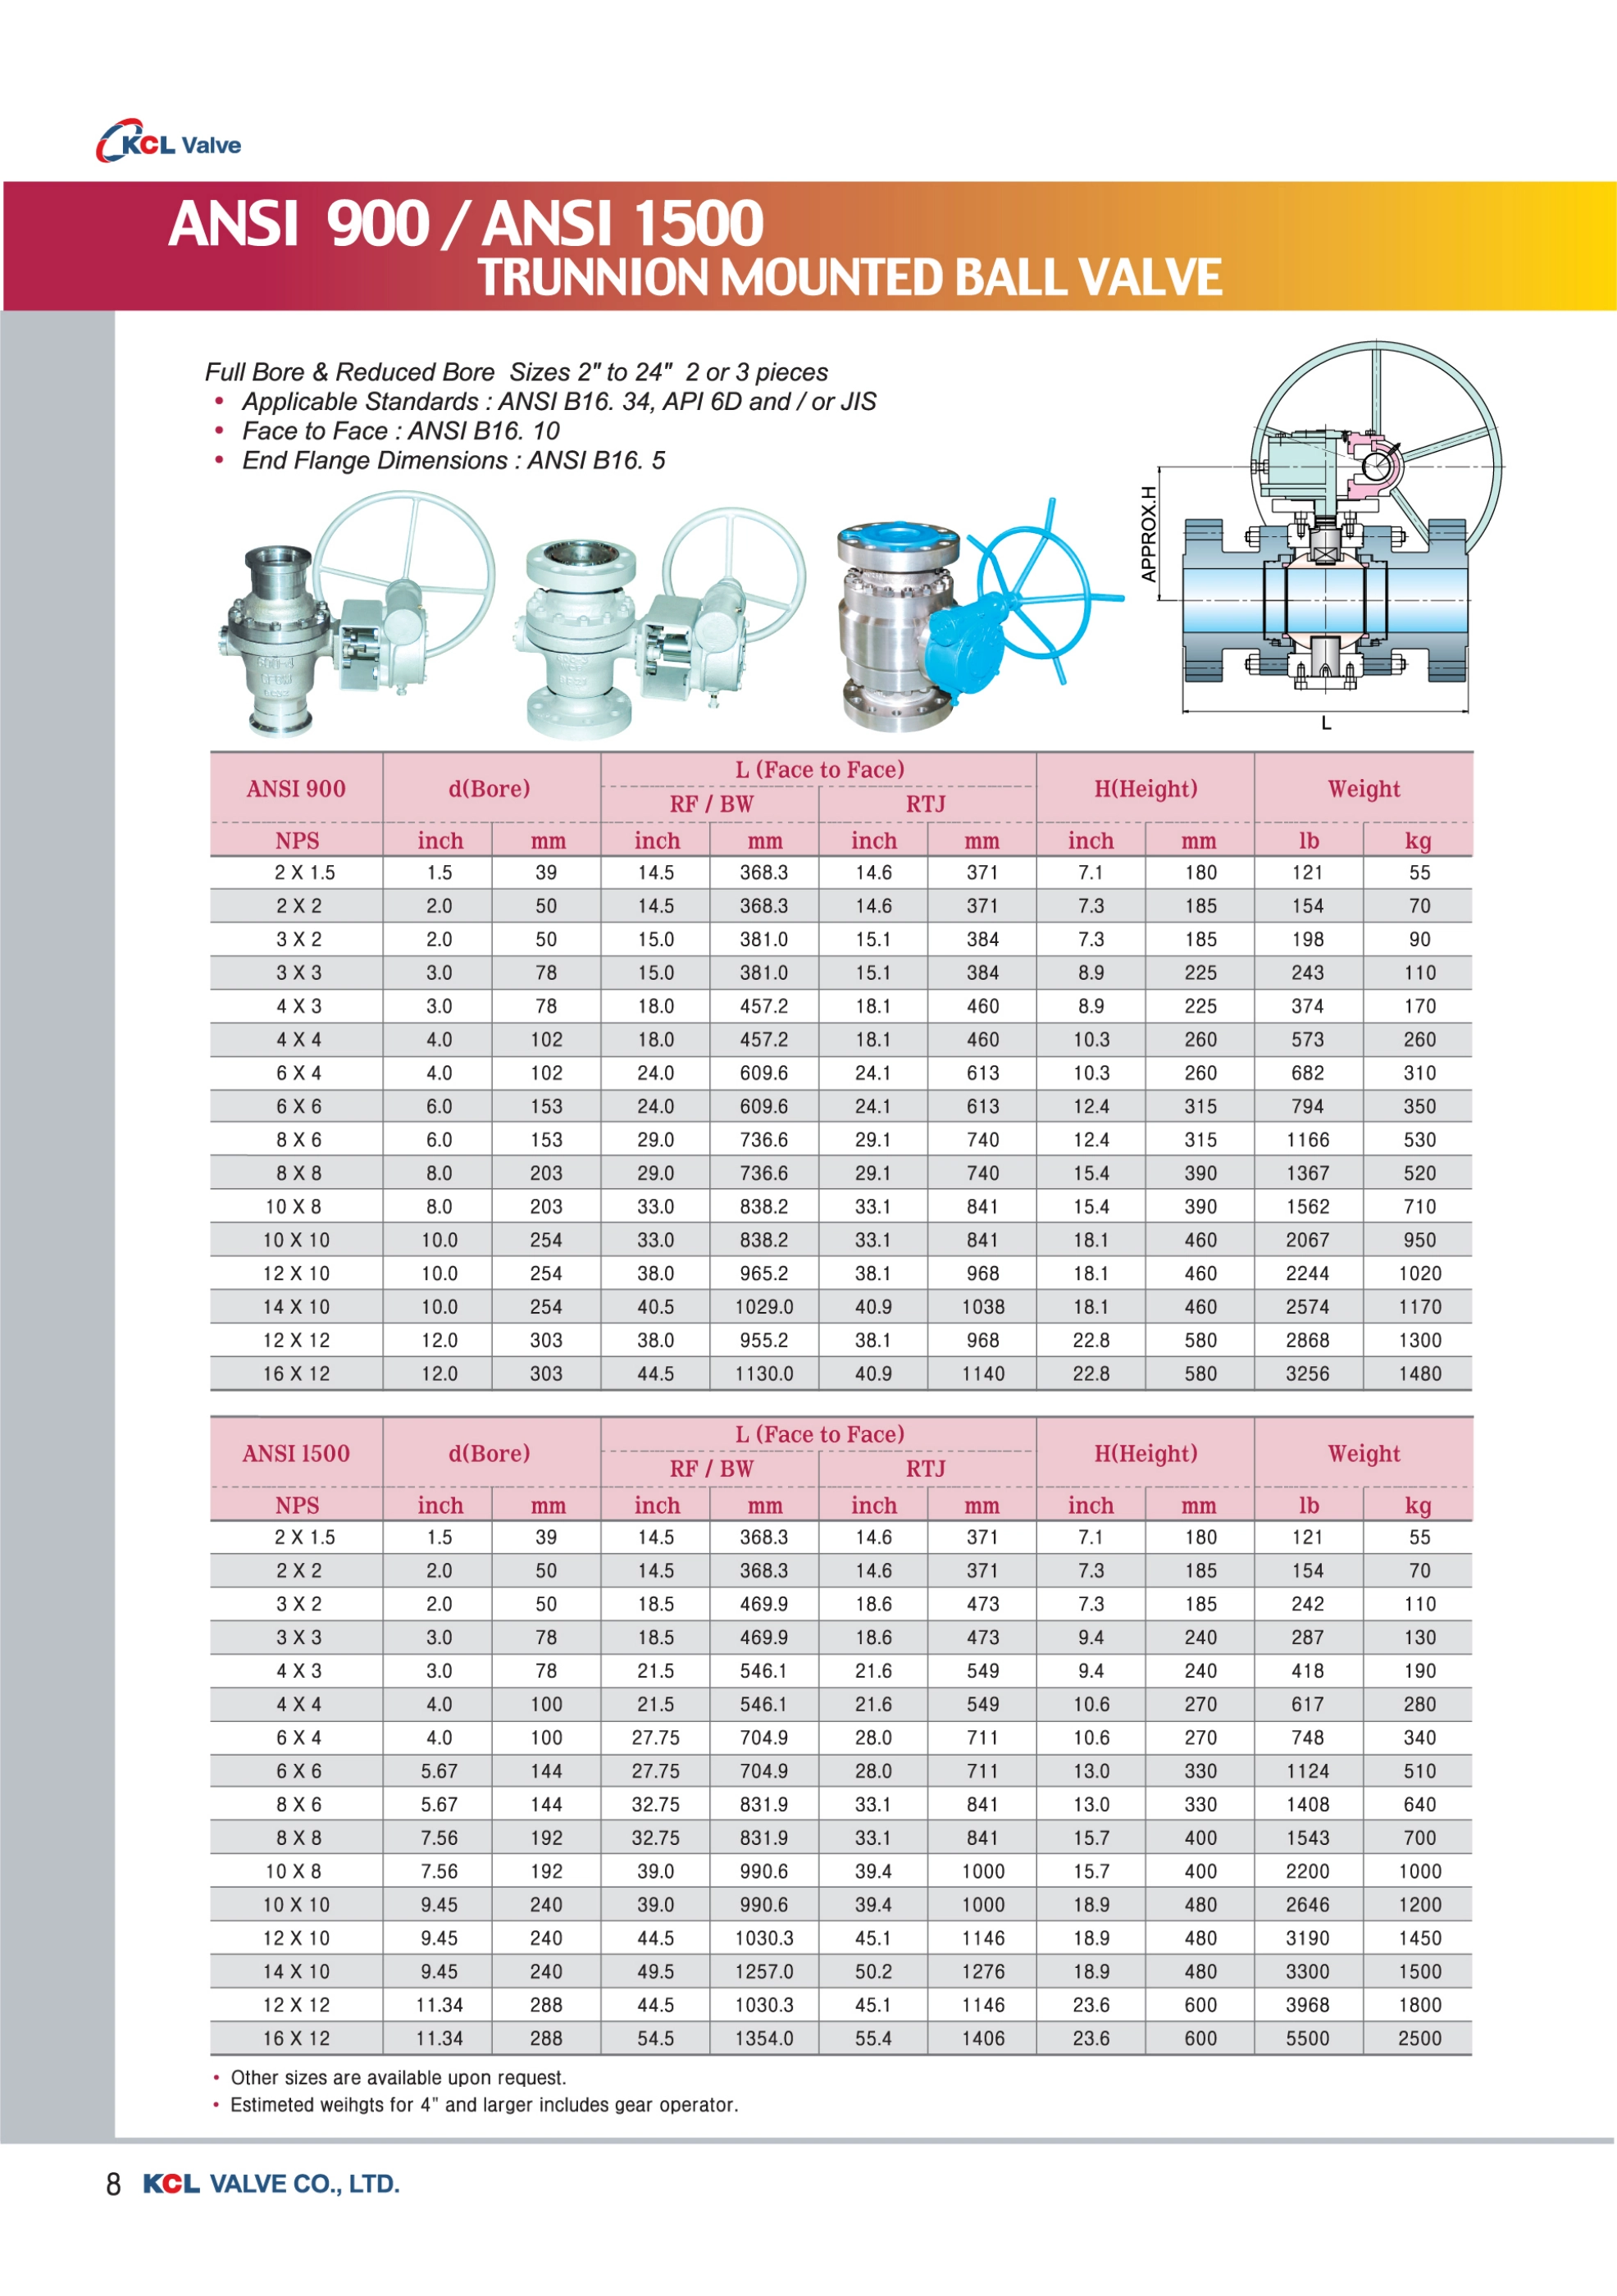 KCL Valve
ANSI 900 / ANSI 1500
TRUNNION MOUNTED BALL VALVE
Full Bore & Reduced Bore Sizes 2" to 24" 2 or 3 pieces
• Applicable Standards : ANSI B16. 34, API 6D and / or JIS
• Face to Face : ANSI B16. 10
• End Flange Dimensions : ANSI B16. 5
APPROX.H
L
ANSI 900 d(Bore) L (Face to Face) H(Height) Weight
RF / BW RTJ
NPS inch mm inch mm inch mm inch mm lb kg
2 X 1.5 1.5 39 14.5 368.3 14.6 371 7.1 180 121 55
2 X 2 2.0 50 14.5 368.3 14.6 371 7.3 185 154 70
3 X 2 2.0 50 15.0 381.0 15.1 384 7.3 185 198 90
3 X 3 3.0 78 15.0 381.0 15.1 384 8.9 225 243 110
4 X 3 3.0 78 18.0 457.2 18.1 460 8.9 225 374 170
4 X 4 4.0 102 18.0 457.2 18.1 460 10.3 260 573 260
6 X 4 4.0 102 24.0 609.6 24.1 613 10.3 260 682 310
6 X 6 6.0 153 24.0 609.6 24.1 613 12.4 315 794 350
8 X 6 6.0 153 29.0 736.6 29.1 740 12.4 315 1166 530
8 X 8 8.0 203 29.0 736.6 29.1 740 15.4 390 1367 520
10 X 8 8.0 203 33.0 838.2 33.1 841 15.4 390 1562 710
10 X 10 10.0 254 33.0 838.2 33.1 841 18.1 460 2067 950
12 X 10 10.0 254 38.0 965.2 38.1 968 18.1 460 2244 1020
14 X 10 10.0 254 40.5 1029.0 40.9 1038 18.1 460 2574 1170
12 X 12 12.0 303 38.0 955.2 38.1 968 22.8 580 2868 1300
16 X 12 12.0 303 44.5 1130.0 40.9 1140 22.8 580 3256 1480
ANSI 1500 d(Bore) L (Face to Face) H(Height) Weight
RF / BW RTJ
NPS inch mm inch mm inch mm inch mm lb kg
2 X 1.5 1.5 39 14.5 368.3 14.6 371 7.1 180 121 55
2 X 2 2.0 50 14.5 368.3 14.6 371 7.3 185 154 70
3 X 2 2.0 50 18.5 469.9 18.6 473 7.3 185 242 110
3 X 3 3.0 78 18.5 469.9 18.6 473 9.4 240 287 130
4 X 3 3.0 78 21.5 546.1 21.6 549 9.4 240 418 190
4 X 4 4.0 100 21.5 546.1 21.6 549 10.6 270 617 280
6 X 4 4.0 100 27.75 704.9 28.0 711 10.6 270 748 340
6 X 6 5.67 144 27.75 704.9 28.0 711 13.0 330 1124 510
8 X 6 5.67 144 32.75 831.9 33.1 841 13.0 330 1408 640
8 X 8 7.56 192 32.75 831.9 33.1 841 15.7 400 1543 700
10 X 8 7.56 192 39.0 990.6 39.4 1000 15.7 400 2200 1000
10 X 10 9.45 240 39.0 990.6 39.4 1000 18.9 480 2646 1200
12 X 10 9.45 240 44.5 1030.3 45.1 1146 18.9 480 3190 1450
14 X 10 9.45 240 49.5 1257.0 50.2 1276 18.9 480 3300 1500
12 X 12 11.34 288 44.5 1030.3 45.1 1146 23.6 600 3968 1800
16 X 12 11.34 288 54.5 1354.0 55.4 1406 23.6 600 5500 2500
• Other sizes are available upon request.
• Estimeted weihgts for 4" and larger includes gear operator.
8 KCL VALVE CO., LTD.